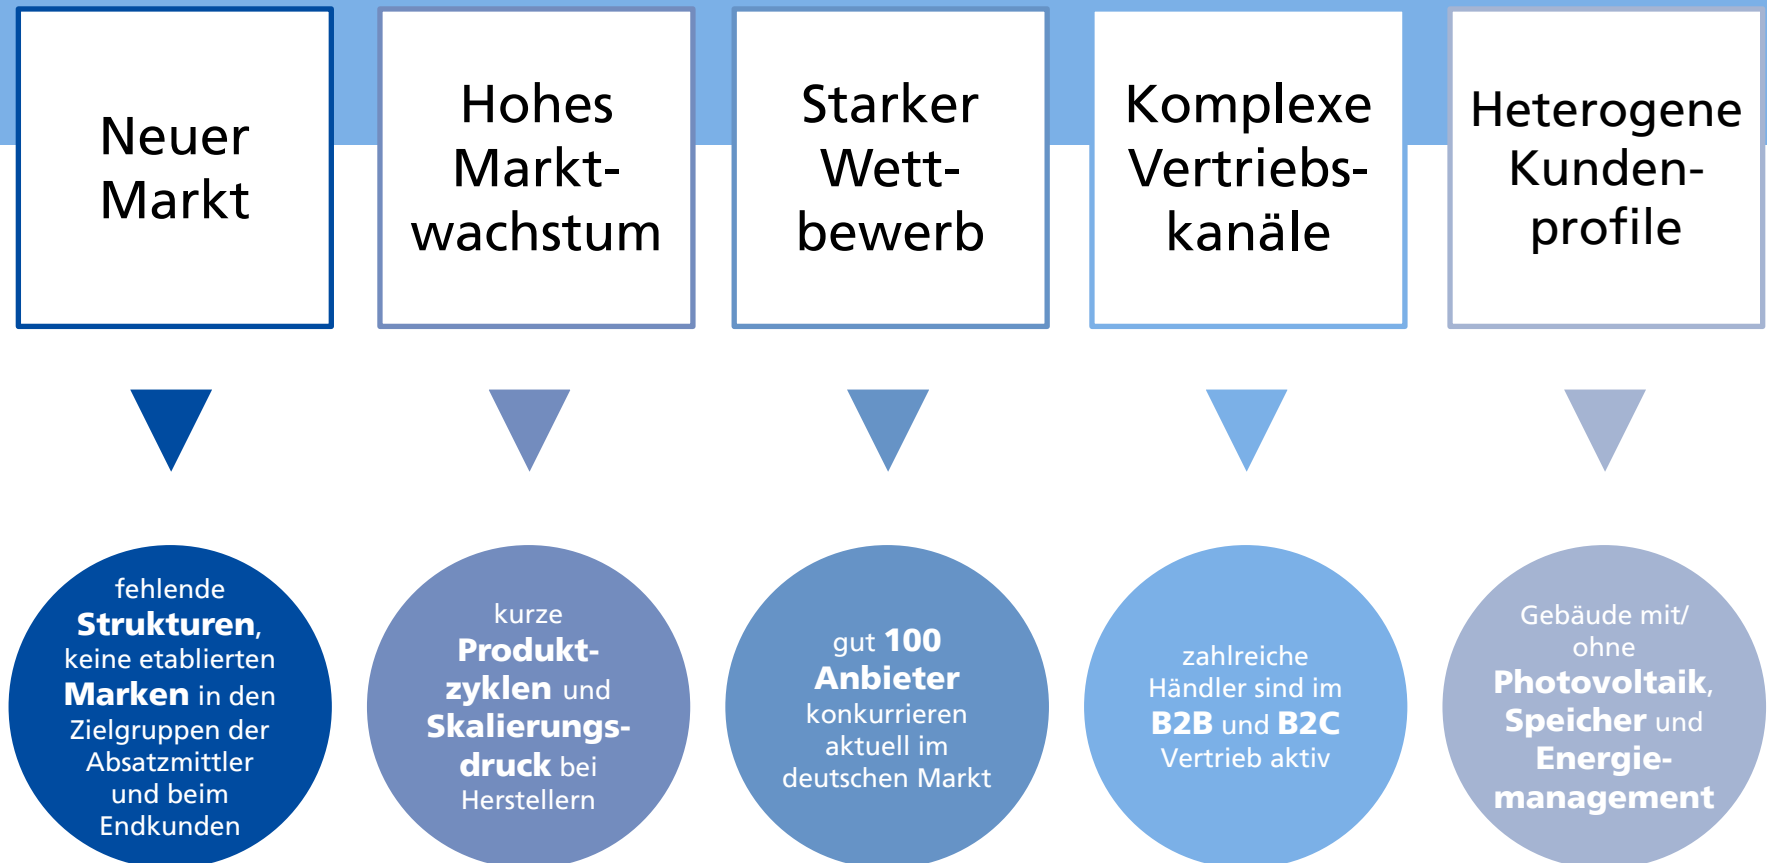 Neuer
Markt
Hohes
Markt-
wachstum
Starker
Wett-
bewerb
Komplexe
Vertriebs-
kanäle
Heterogene
Kunden-
profile
fehlende
Strukturen,
keine etablierten
Marken in den
Zielgruppen der
Absatzmittler
und beim
Endkunden
kurze
Produkt-
zyklen und
Skalierungs-
druck bei
Herstellern
gut 100
Anbieter
konkurrieren
aktuell im
deutschen Markt
zahlreiche
Händler sind im
B2B und B2C
Vertrieb aktiv
Gebäude mit/
ohne
Photovoltaik,
Speicher und
Energie-
management